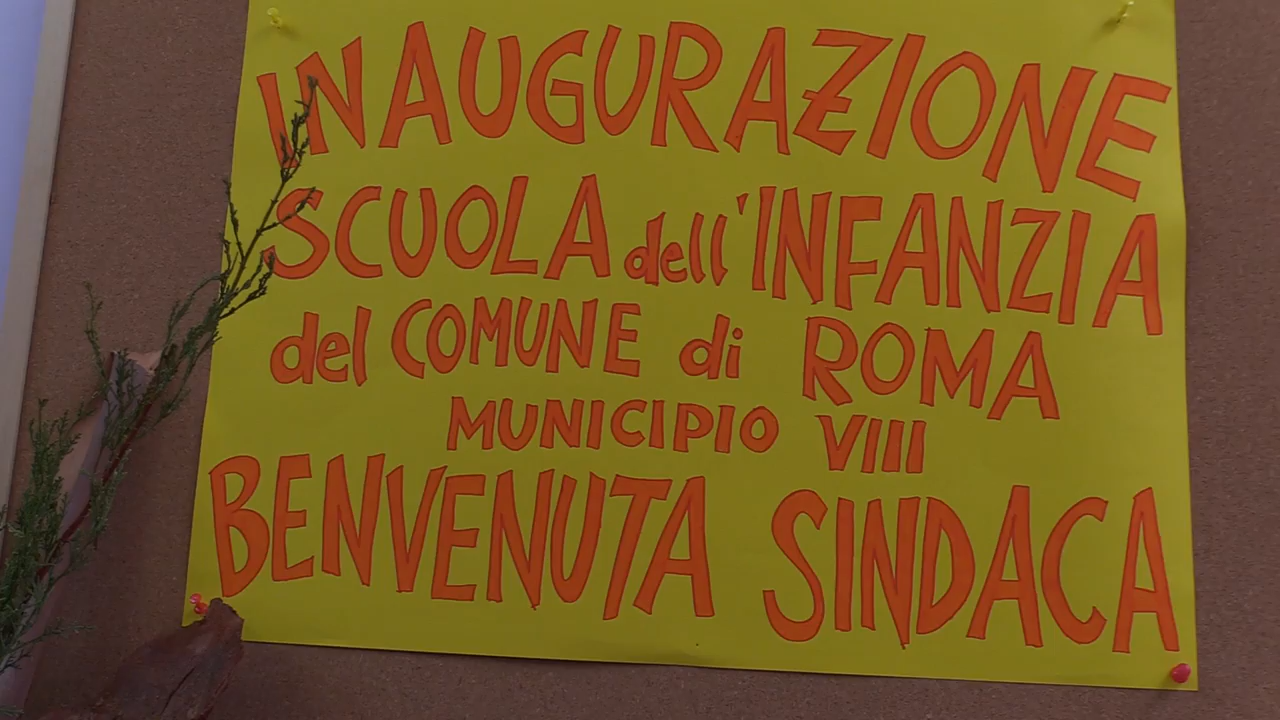 INAUGURAZIONE
SCUOLA dell'INFANZIA
del COMUNE di ROMA
MUNICIPIO VIII
BENVENUTA SINDACA